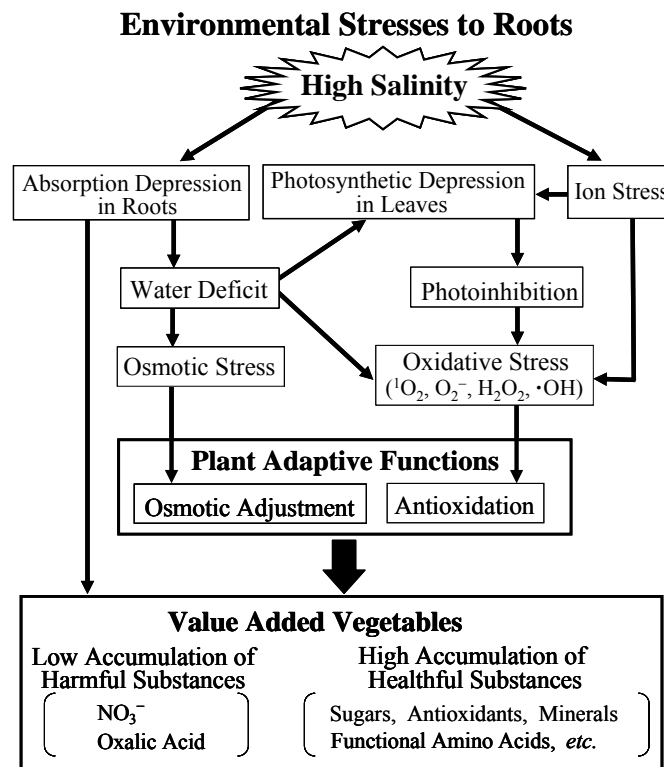 Environmental Stresses to Roots
High Salinity
Absorption Depression
in Roots
Photosynthetic Depression
in Leaves
Ion Stress
Water Deficit
Photoinhibition
Osmotic Stress
Oxidative Stress
(¹O₂, O₂⁻, H₂O₂, •OH)
Plant Adaptive Functions
Osmotic Adjustment
Antioxidation
Value Added Vegetables
Low Accumulation of
Harmful Substances
NO₃⁻
Oxalic Acid
High Accumulation of
Healthful Substances
Sugars, Antioxidants, Minerals
Functional Amino Acids, etc.